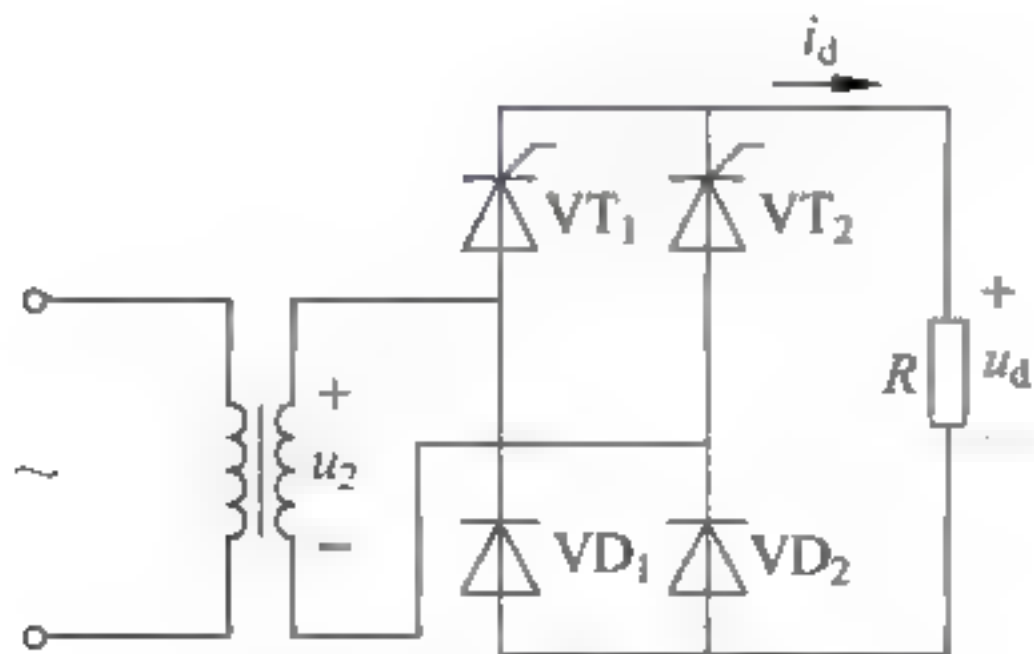 i_d
VT₁ VT₂
+
+ R u_d
~ u₂
−
VD₁ VD₂